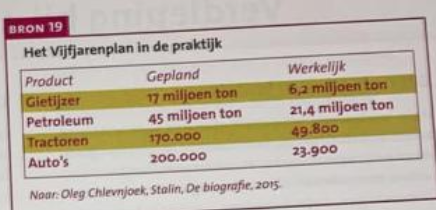 BRON 19
Het Vijfjarenplan in de praktijk
Product Gepland Werkelijk
Gietijzer 17 miljoen ton 6,2 miljoen ton
Petroleum 45 miljoen ton 21,4 miljoen ton
Tractoren 170.000 49.800
Auto's 200.000 23.900
Naar: Oleg Chlevnjoek, Stalin, De biografie, 2015.